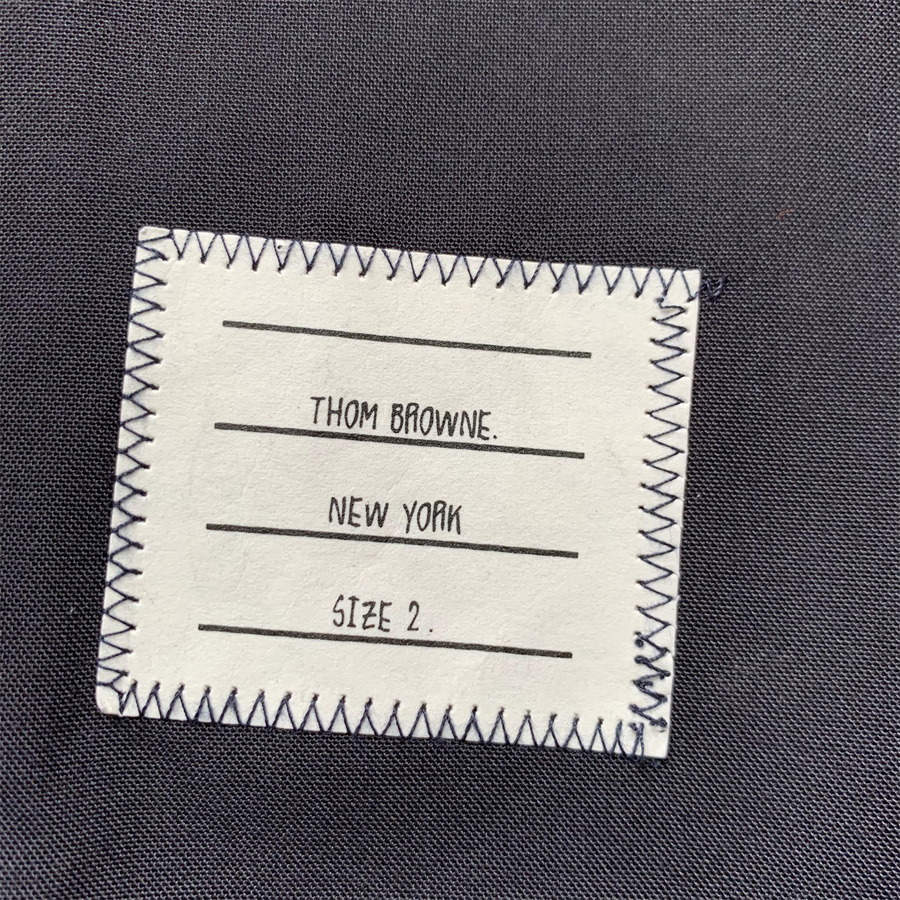 THOM BROWNE.
NEW YORK
SIZE 2.